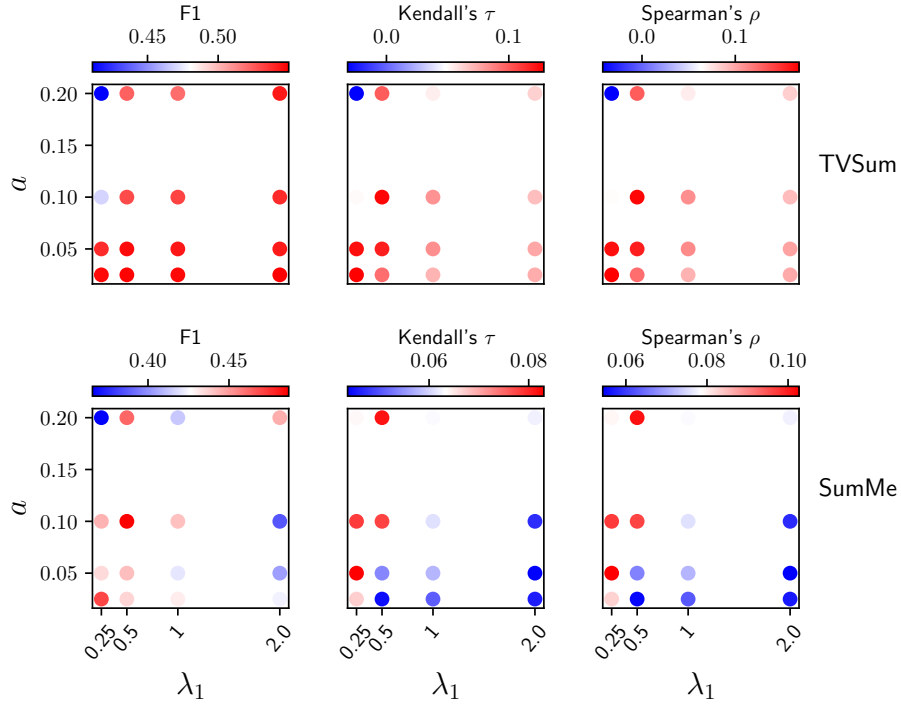 F1 Kendall's τ Spearman's ρ
0.45 0.50 0.0 0.1 0.0 0.1
0.20
0.15
0.10
0.05
a
TVSum
F1 Kendall's τ Spearman's ρ
0.40 0.45 0.06 0.08 0.06 0.08 0.10
0.20
0.15
0.10
0.05
a
SumMe
0.25 0.5 1 2.0 0.25 0.5 1 2.0 0.25 0.5 1 2.0
λ₁ λ₁ λ₁